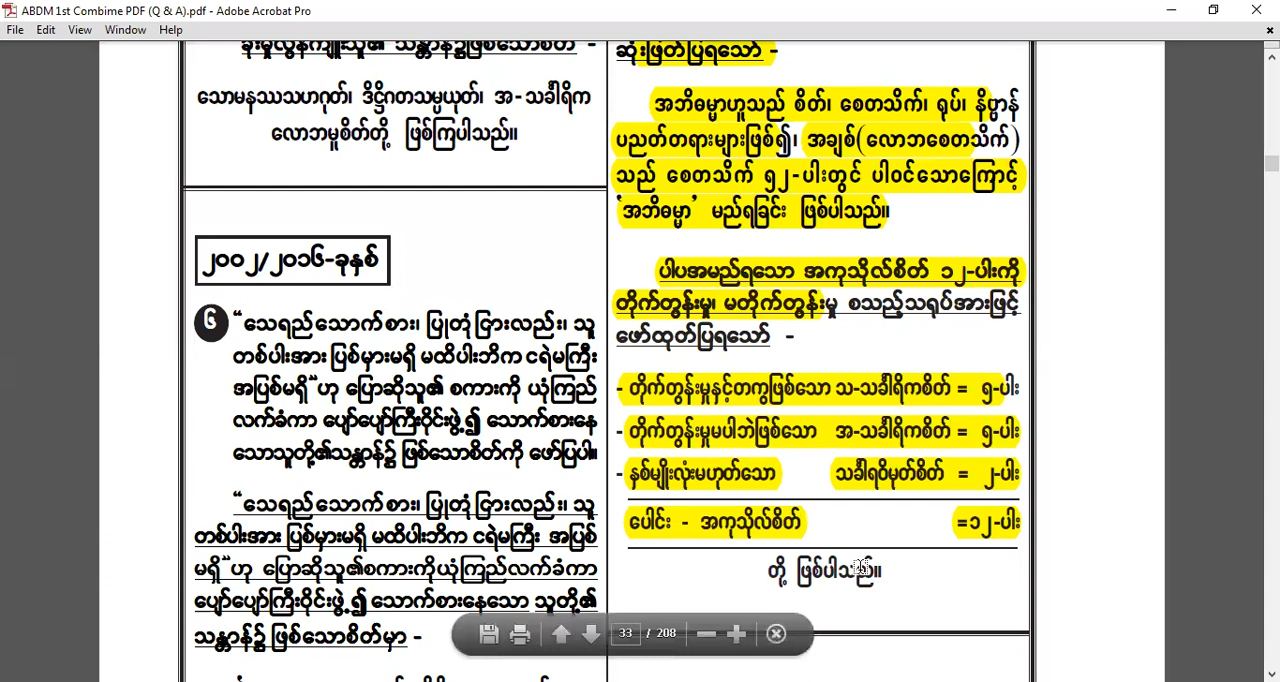 ABDM 1st Combime PDF (Q & A).pdf - Adobe Acrobat Pro
File Edit View Window Help
ခိုးမှုလွန်ကျူးသူ၏ သန္တာန်၌ဖြစ်သောစိတ် -
သောမနဿသဟဂုတ်၊ ဒိဋ္ဌိဂတသမ္ပယုတ်၊ အ-သင်္ခါရိက
လောဘမူစိတ်တို့ ဖြစ်ကြပါသည်။
၂၀၀၂/၂၀၁၆-ခုနှစ်
၆ “သေရည်သောက်စား၊ ပြုတုံငြားလည်း၊ သူ
တစ်ပါးအား ပြစ်မှားမရှိ မထိပါးဘိက ငရဲမကြီး
အပြစ်မရှိ”ဟု ပြောဆိုသူ၏ စကားကို ယုံကြည်
လက်ခံကာ ပျော်ပျော်ကြီးဝိုင်းဖွဲ့၍ သောက်စားနေ
သောသူတို့၏သန္တာန်၌ ဖြစ်သောစိတ်ကို ဖော်ပြပါ။
“သေရည်သောက်စား၊ ပြုတုံငြားလည်း၊ သူ
တစ်ပါးအား ပြစ်မှားမရှိ မထိပါးဘိက ငရဲမကြီး အပြစ်
မရှိ”ဟု ပြောဆိုသူ၏စကားကိုယုံကြည်လက်ခံကာ
ပျော်ပျော်ကြီးဝိုင်းဖွဲ့၍ သောက်စားနေသော သူတို့၏
သန္တာန်၌ ဖြစ်သောစိတ်မှာ -
ဆုံးဖြတ်ပြရသော် -
အဘိဓမ္မာဟူသည် စိတ်၊ စေတသိက်၊ ရုပ်၊ နိဗ္ဗာန်
ပညတ်တရားများဖြစ်၍၊ အချစ်(လောဘစေတသိက်)
သည် စေတသိက် ၅၂-ပါးတွင် ပါဝင်သောကြောင့်
‘အဘိဓမ္မာ’ မည်ရခြင်း ဖြစ်ပါသည်။
ပါပအမည်ရသော အကုသိုလ်စိတ် ၁၂-ပါးကို
တိုက်တွန်းမှု၊ မတိုက်တွန်းမှု စသည့်သရုပ်အားဖြင့်
ဖော်ထုတ်ပြရသော် -
- တိုက်တွန်းမှုနှင့်တကွဖြစ်သော သ-သင်္ခါရိကစိတ် = ၅-ပါး
- တိုက်တွန်းမှုမပါဘဲဖြစ်သော အ-သင်္ခါရိကစိတ် = ၅-ပါး
- နှစ်မျိုးလုံးမဟုတ်သော သင်္ခါရဝိမုတ်စိတ် = ၂-ပါး
ပေါင်း - အကုသိုလ်စိတ် =၁၂-ပါး
တို့ ဖြစ်ပါသည်။
33 / 208